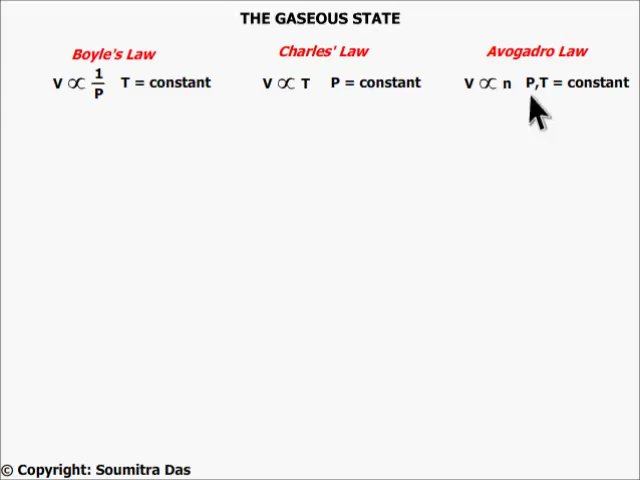 THE GASEOUS STATE
Boyle's Law
V ∝ 1/P T = constant
Charles' Law
V ∝ T P = constant
Avogadro Law
V ∝ n P,T = constant
© Copyright: Soumitra Das